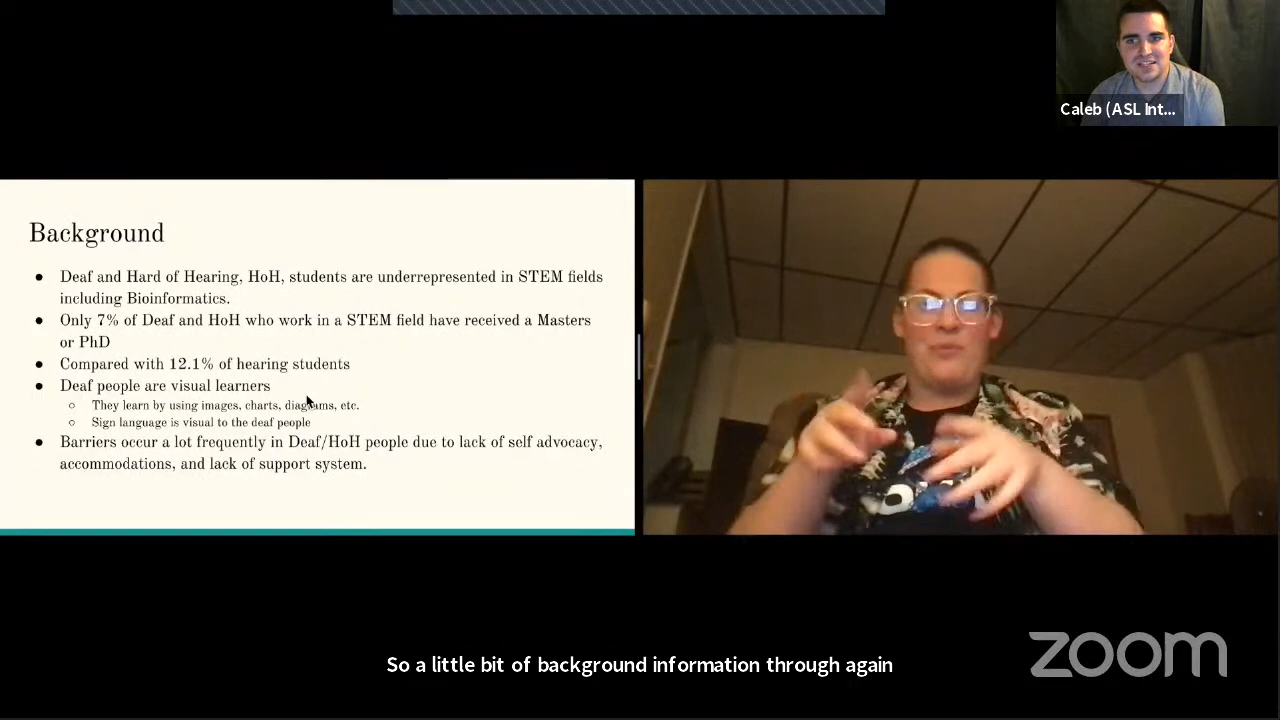 Caleb (ASL Int...
Background
● Deaf and Hard of Hearing, HoH, students are underrepresented in STEM fields
including Bioinformatics.
● Only 7% of Deaf and HoH who work in a STEM field have received a Masters
or PhD
● Compared with 12.1% of hearing students
● Deaf people are visual learners
○ They learn by using images, charts, diagrams, etc.
○ Sign language is visual to the deaf people
● Barriers occur a lot frequently in Deaf/HoH people due to lack of self advocacy,
accommodations, and lack of support system.
So a little bit of background information through again
zoom